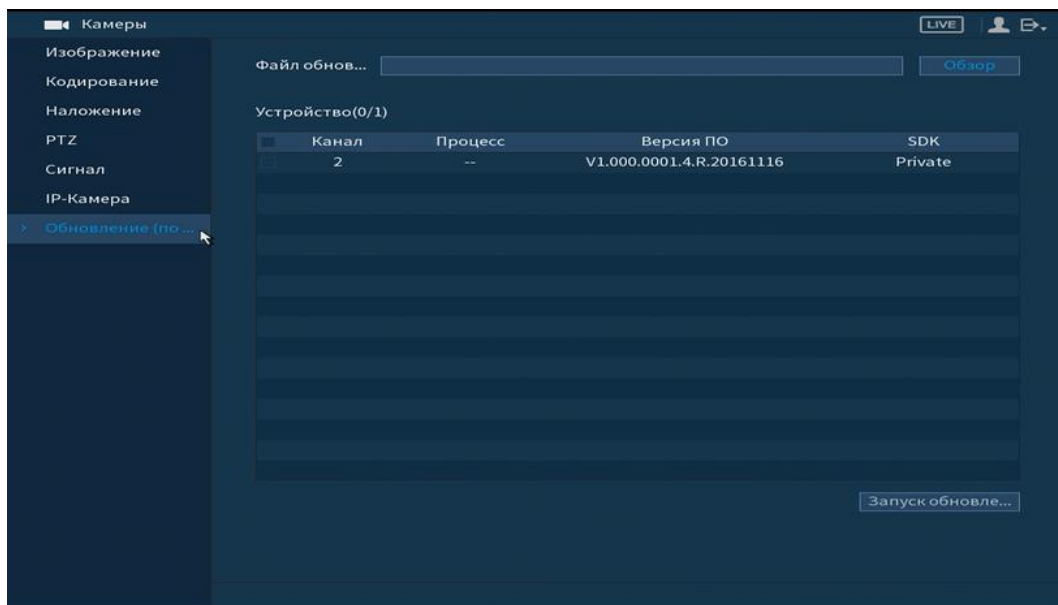 Камеры LIVE
Изображение
Кодирование
Наложение
PTZ
Сигнал
IP-Камера
Обновление (по ...
Файл обнов... Обзор
Устройство(0/1)
Канал Процесс Версия ПО SDK
2 -- V1.000.0001.4.R.20161116 Private
Запуск обновле...